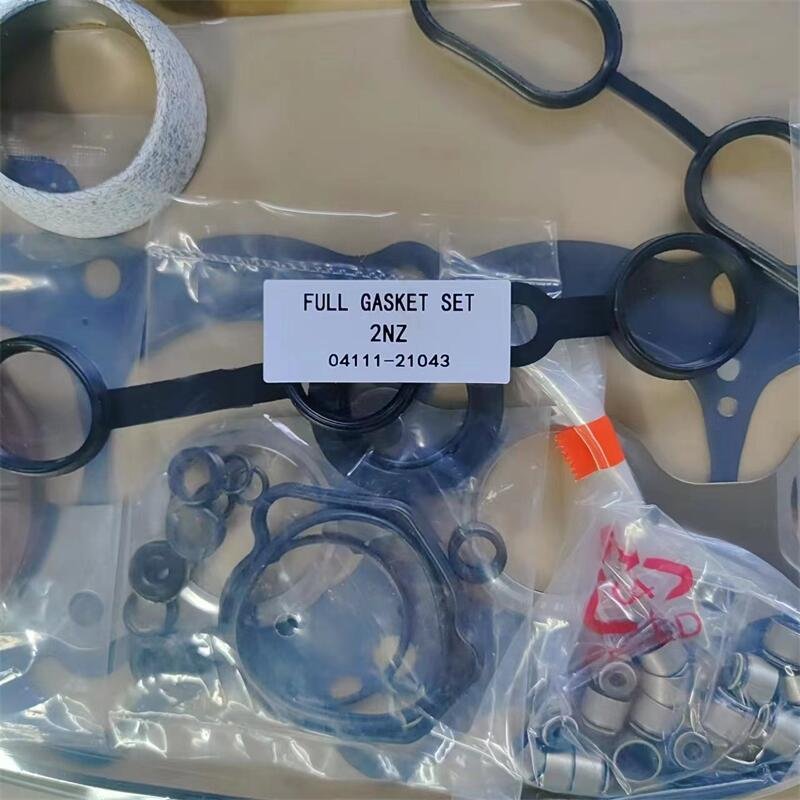 FULL GASKET SET
2NZ
04111-21043